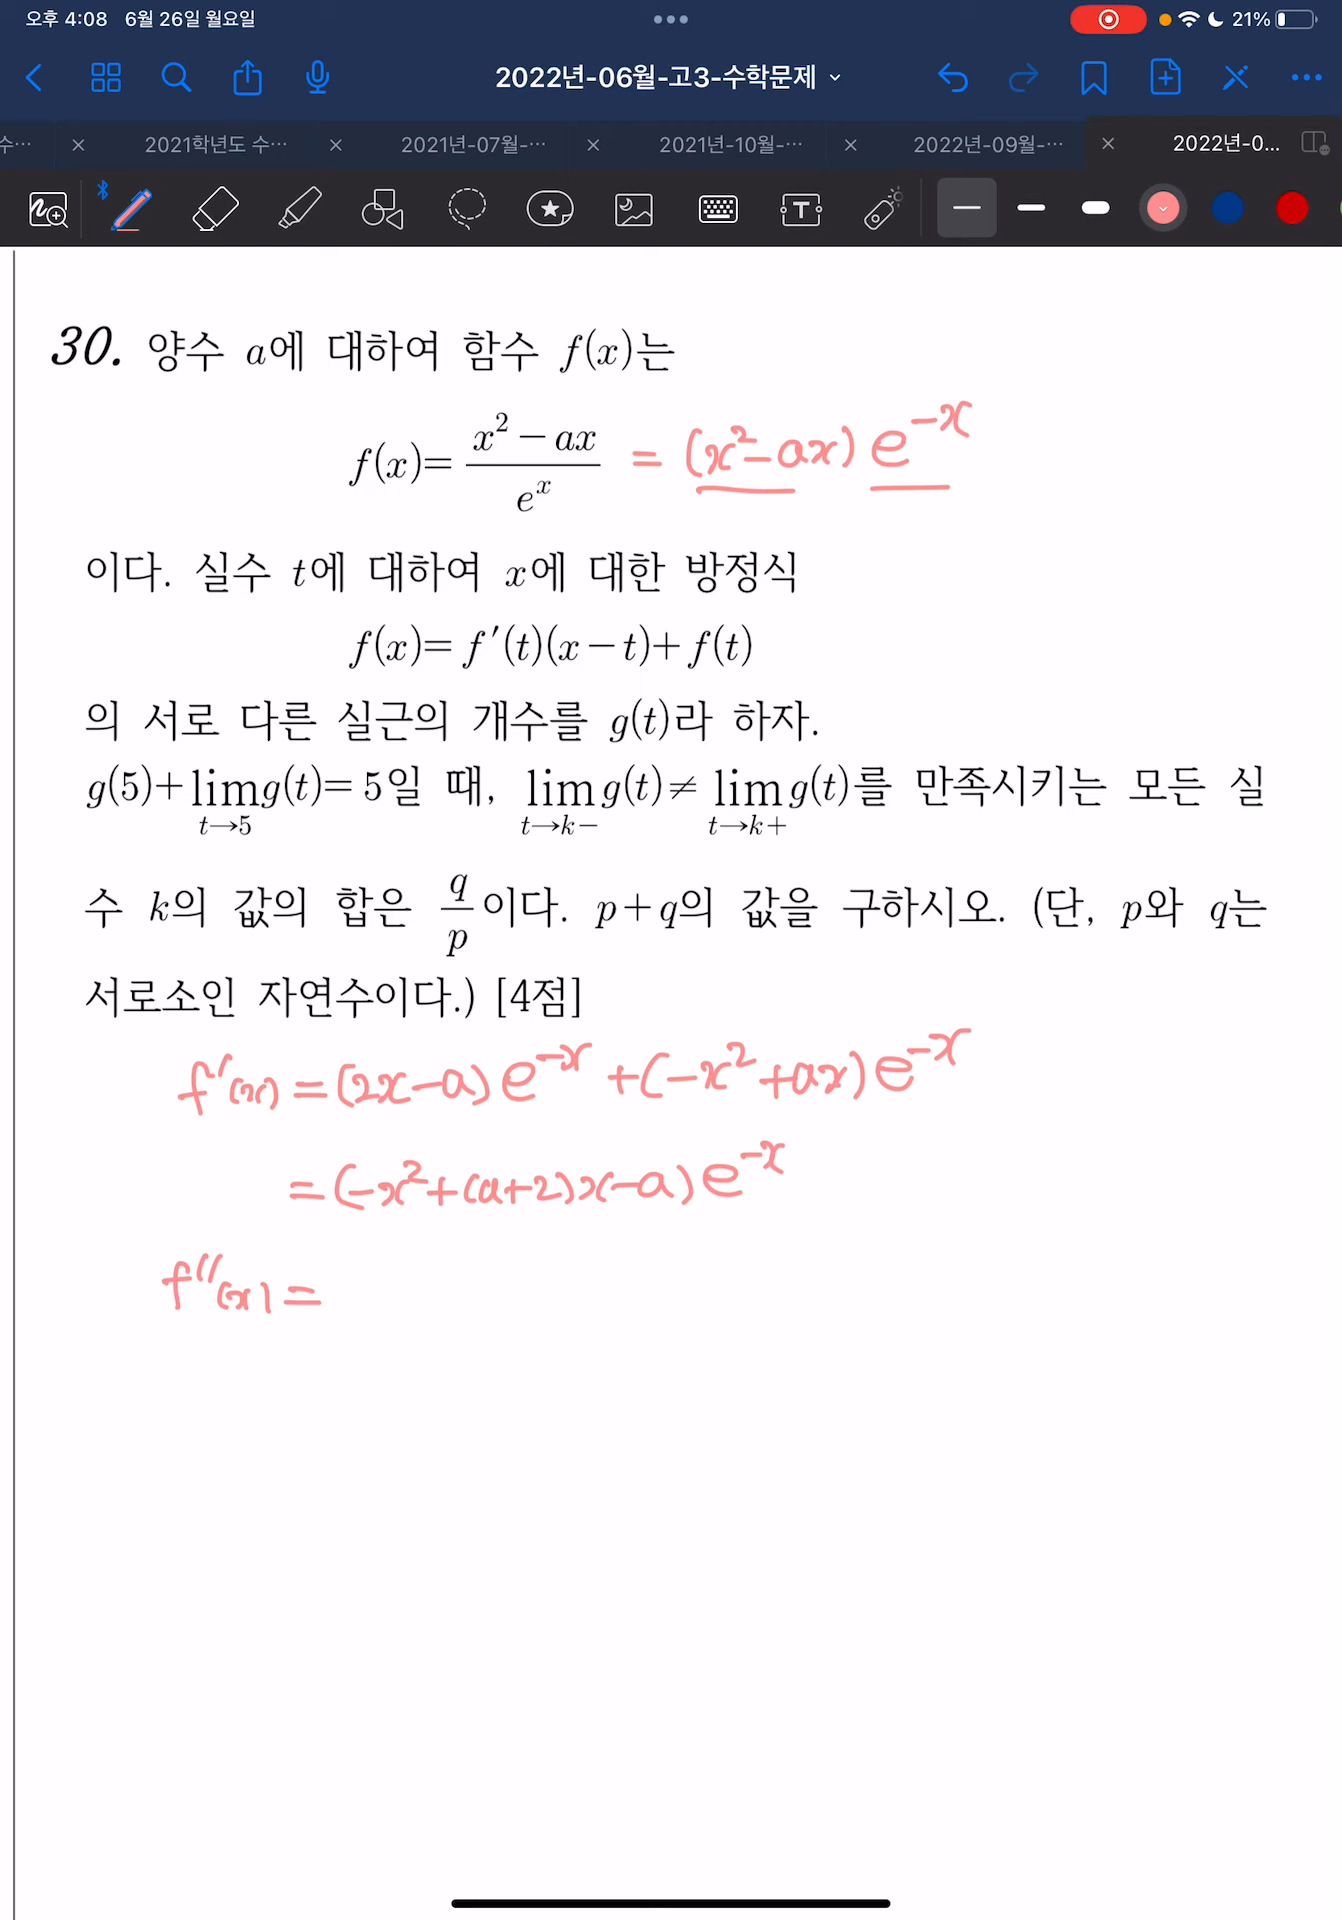 오후 4:08 6월 26일 월요일
21%
2022년-06월-고3-수학문제
수… × 2021학년도 수… × 2021년-07월-… × 2021년-10월-… × 2022년-09월-… × 2022년-0...
T
30. 양수 a에 대하여 함수 f(x)는
f(x)= (x² − ax)/eˣ = (x²−ax) e⁻ˣ
이다. 실수 t에 대하여 x에 대한 방정식
f(x)= f′(t)(x−t)+f(t)
의 서로 다른 실근의 개수를 g(t)라 하자.
g(5)+lim_{t→5} g(t)= 5일 때, lim_{t→k−} g(t)≠ lim_{t→k+} g(t)를 만족시키는 모든 실
수 k의 값의 합은 q/p 이다. p+q의 값을 구하시오. (단, p와 q는
서로소인 자연수이다.) [4점]
f′(x) = (2x−a) e⁻ˣ +(−x²+ax) e⁻ˣ
= (−x²+(a+2)x−a) e⁻ˣ
f″(x) =